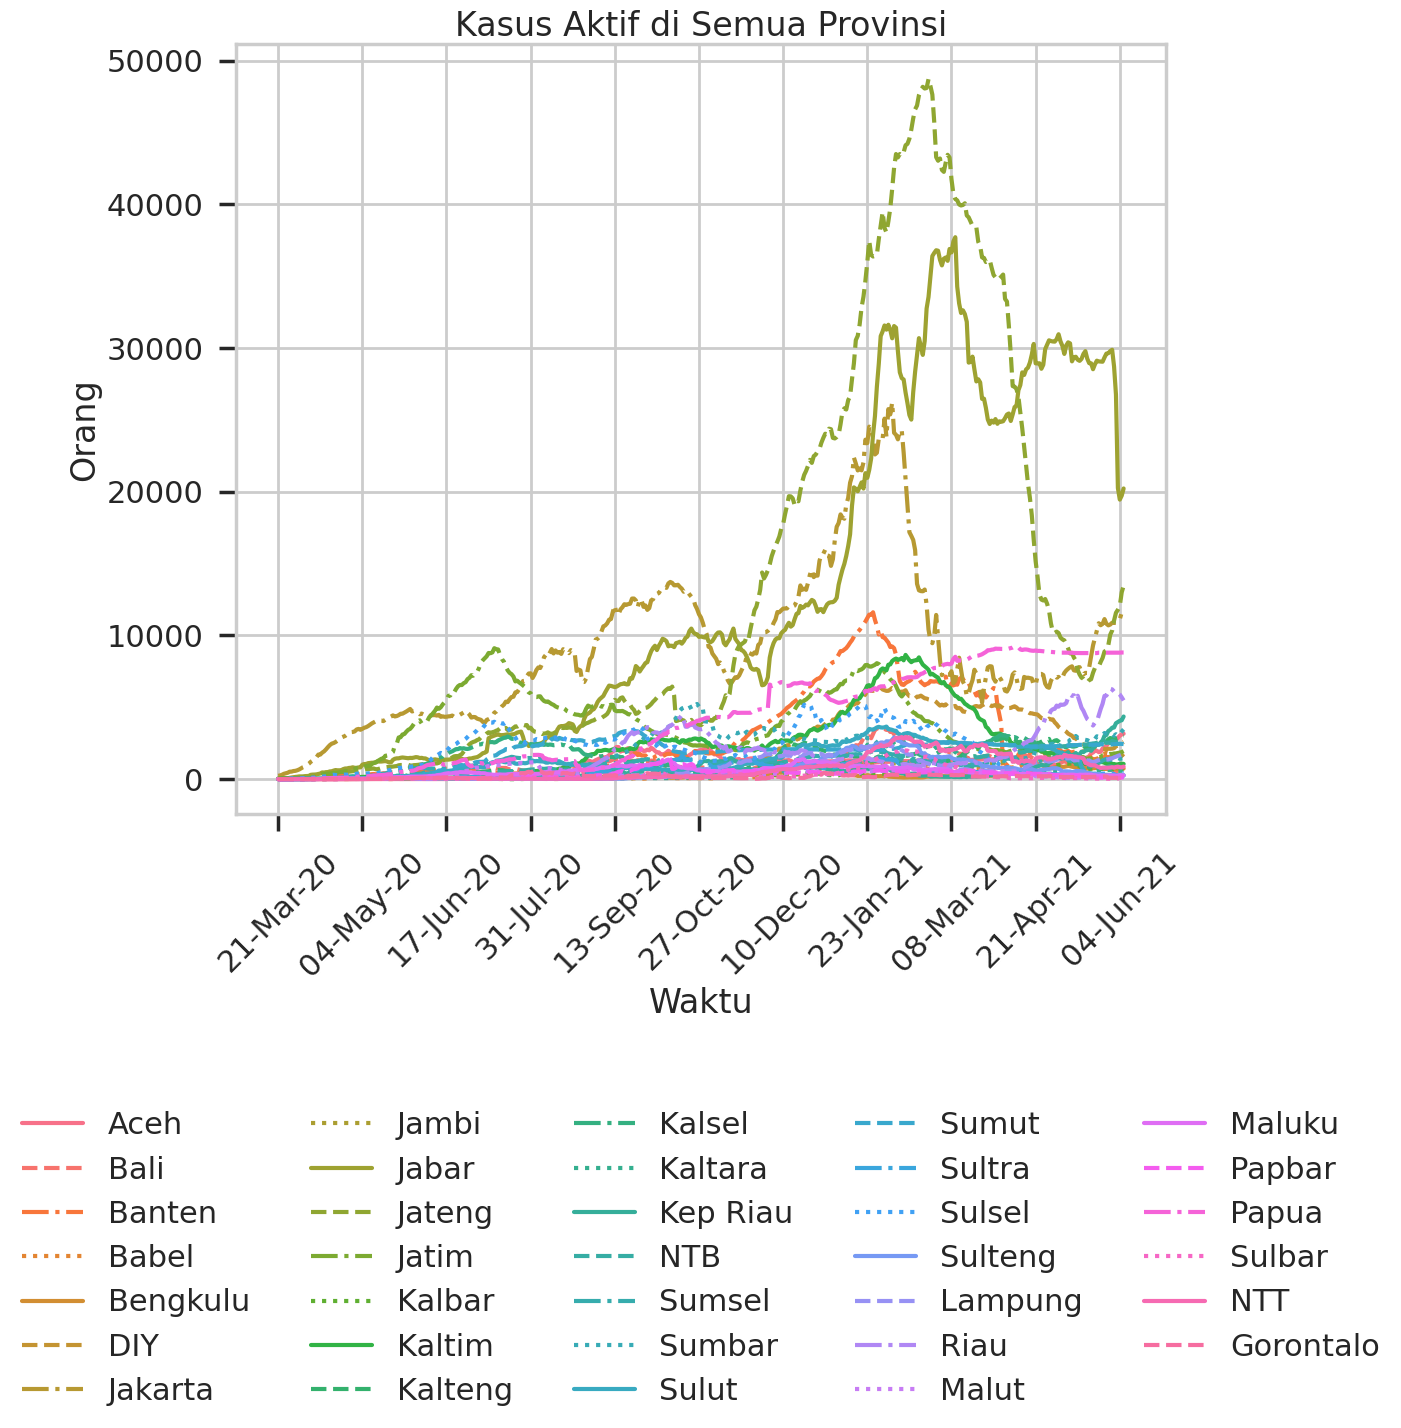 Kasus Aktif di Semua Provinsi
50000
40000
30000
20000
10000
0
Orang
21-Mar-20
04-May-20
17-Jun-20
31-Jul-20
13-Sep-20
27-Oct-20
10-Dec-20
23-Jan-21
08-Mar-21
21-Apr-21
04-Jun-21
Waktu
Aceh
Bali
Banten
Babel
Bengkulu
DIY
Jakarta
Jambi
Jabar
Jateng
Jatim
Kalbar
Kaltim
Kalteng
Kalsel
Kaltara
Kep Riau
NTB
Sumsel
Sumbar
Sulut
Sumut
Sultra
Sulsel
Sulteng
Lampung
Riau
Malut
Maluku
Papbar
Papua
Sulbar
NTT
Gorontalo